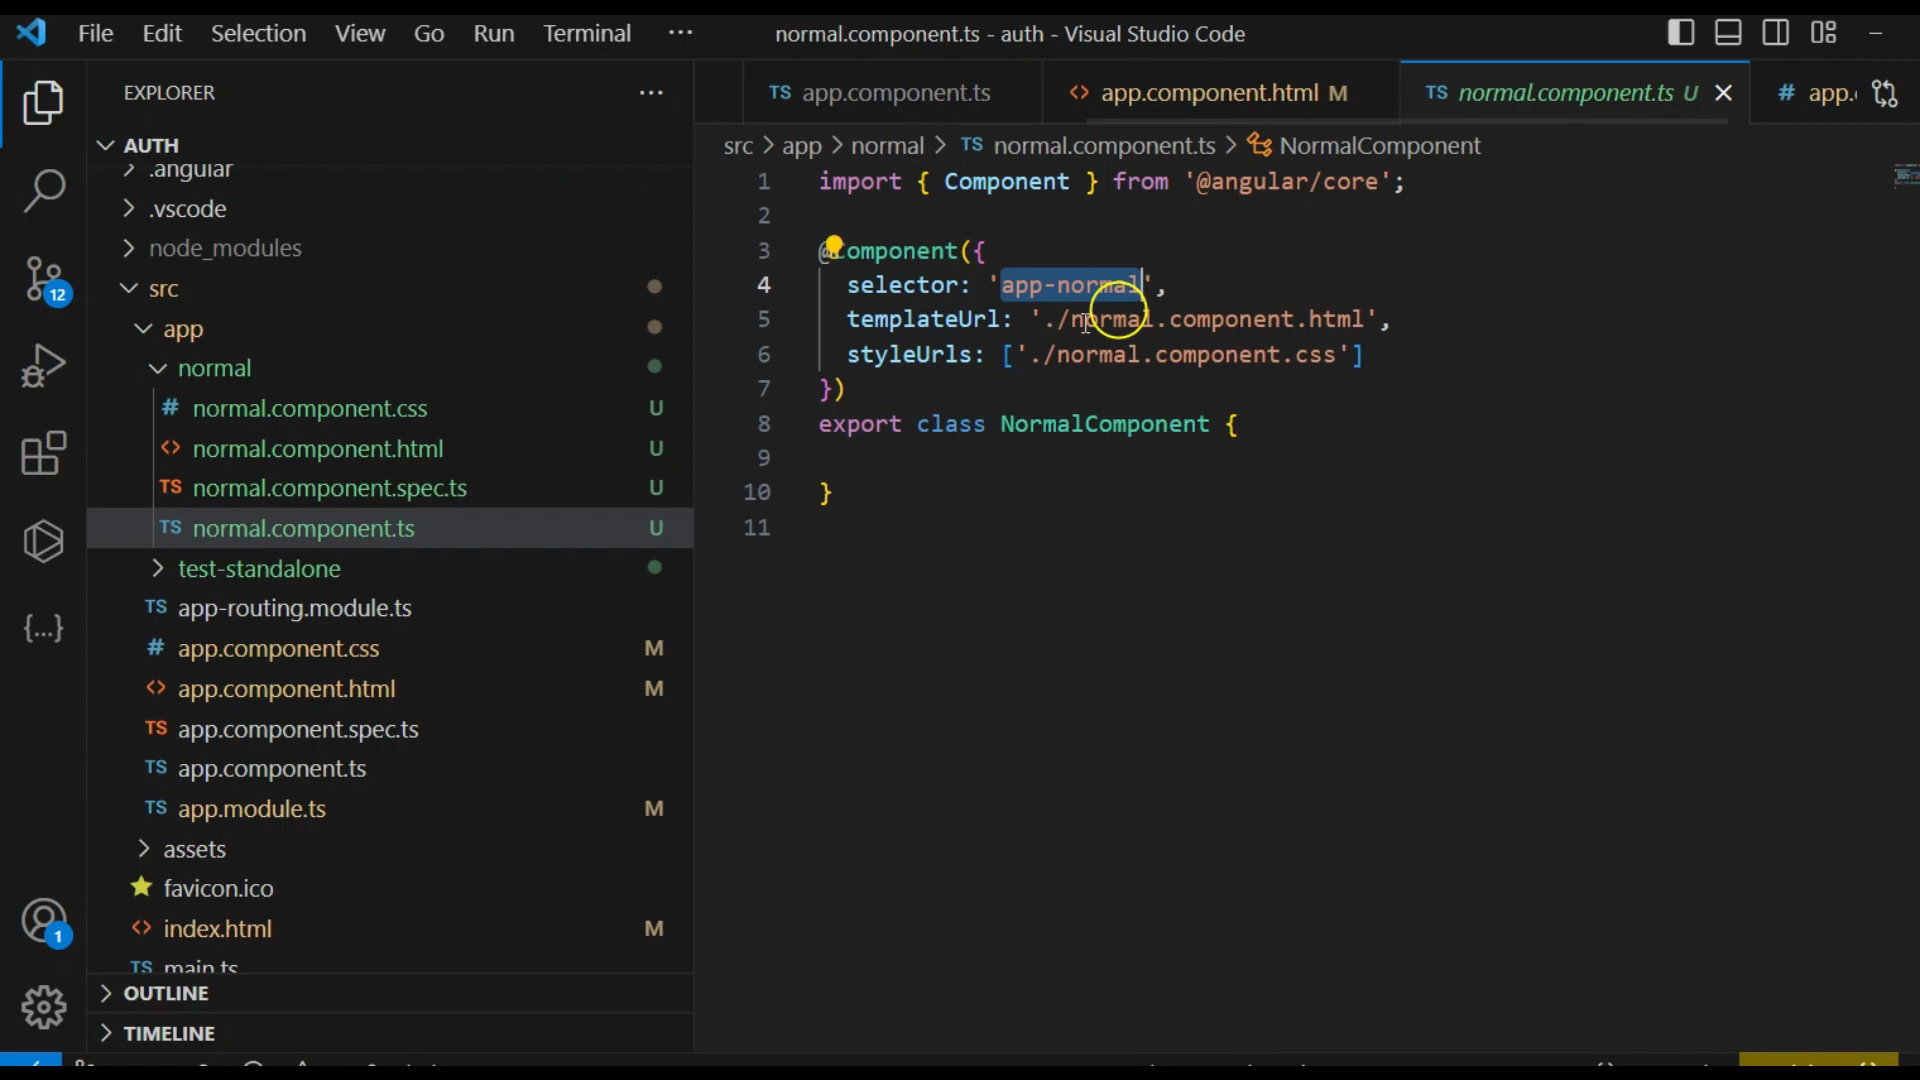 File Edit Selection View Go Run Terminal ···
normal.component.ts - auth - Visual Studio Code
EXPLORER ···
AUTH
.angular
.vscode
node_modules
src
app
normal
# normal.component.css U
<> normal.component.html U
TS normal.component.spec.ts U
TS normal.component.ts U
test-standalone
TS app-routing.module.ts
# app.component.css M
<> app.component.html M
TS app.component.spec.ts
TS app.component.ts
TS app.module.ts M
assets
favicon.ico
<> index.html M
TS main.ts
OUTLINE
TIMELINE
12
{...}
1
TS app.component.ts
<> app.component.html M
TS normal.component.ts U
# app.c
src > app > normal > TS normal.component.ts > NormalComponent
1 import { Component } from '@angular/core';
2
3 @Component({
4 selector: 'app-normal',
5 templateUrl: './normal.component.html',
6 styleUrls: ['./normal.component.css']
7 })
8 export class NormalComponent {
9
10 }
11